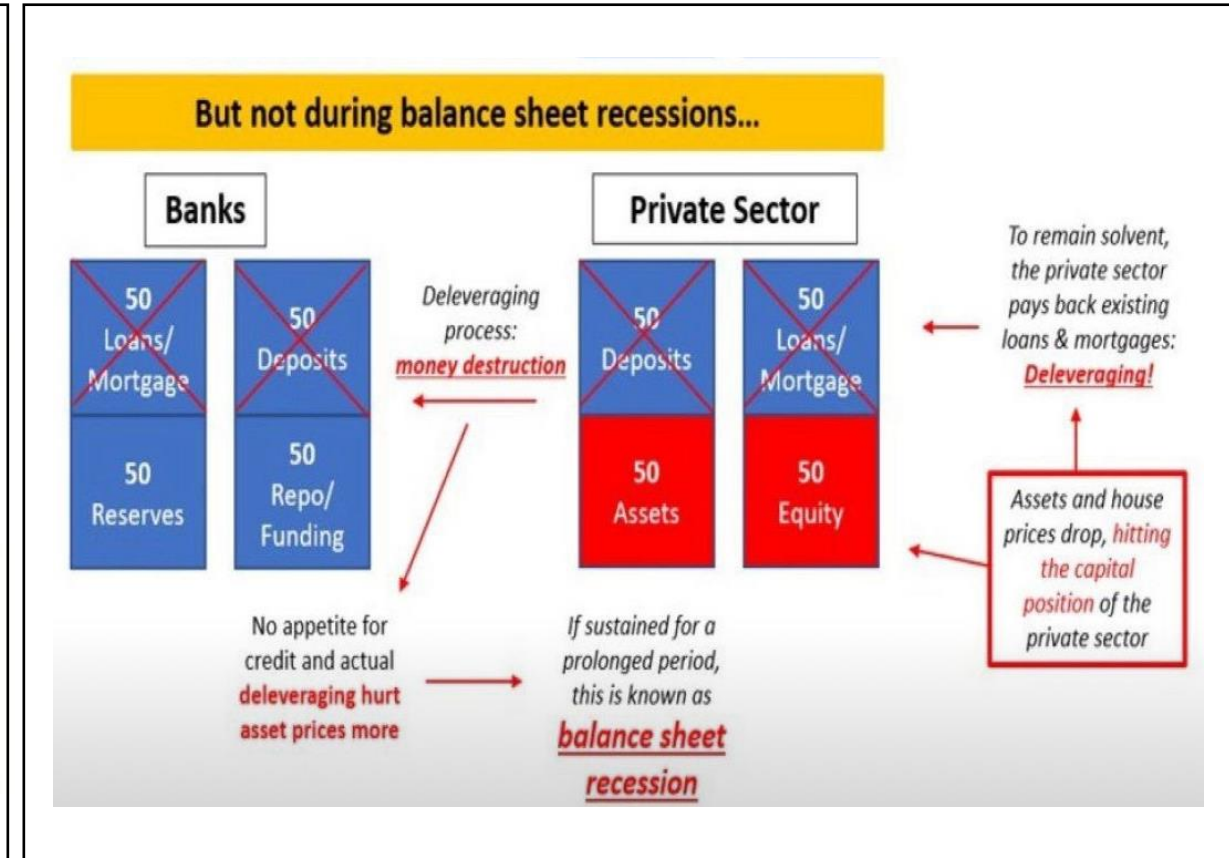 But not during balance sheet recessions...
Banks
Private Sector
50
Loans/
Mortgage
50
Deposits
50
Reserves
50
Repo/
Funding
Deleveraging
process:
money destruction
50
Deposits
50
Loans/
Mortgage
50
Assets
50
Equity
To remain solvent,
the private sector
pays back existing
loans & mortgages:
Deleveraging!
Assets and house
prices drop, hitting
the capital
position of the
private sector
No appetite for
credit and actual
deleveraging hurt
asset prices more
If sustained for a
prolonged period,
this is known as
balance sheet
recession